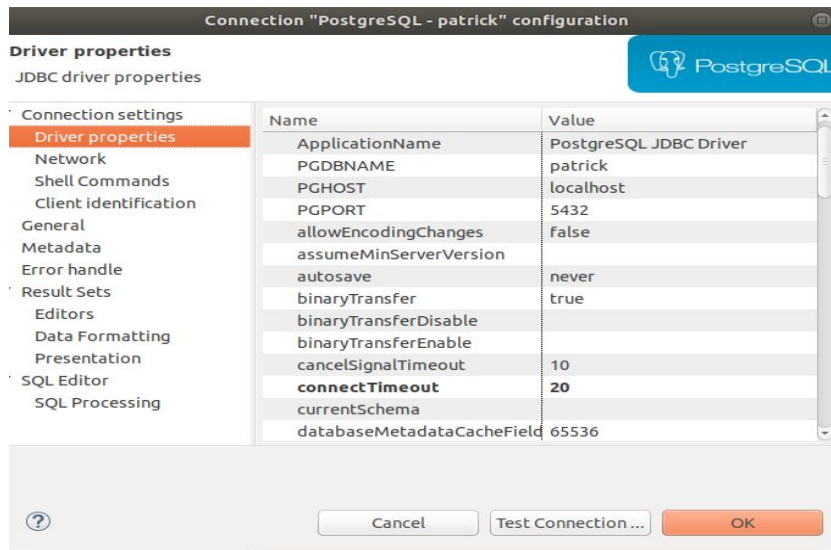 Connection "PostgreSQL - patrick" configuration
Driver properties
JDBC driver properties
PostgreSQL
Connection settings
Driver properties
Network
Shell Commands
Client identification
General
Metadata
Error handle
Result Sets
Editors
Data Formatting
Presentation
SQL Editor
SQL Processing
Name Value
ApplicationName PostgreSQL JDBC Driver
PGDBNAME patrick
PGHOST localhost
PGPORT 5432
allowEncodingChanges false
assumeMinServerVersion
autosave never
binaryTransfer true
binaryTransferDisable
binaryTransferEnable
cancelSignalTimeout 10
connectTimeout 20
currentSchema
databaseMetadataCacheField 65536
? Cancel Test Connection ... OK